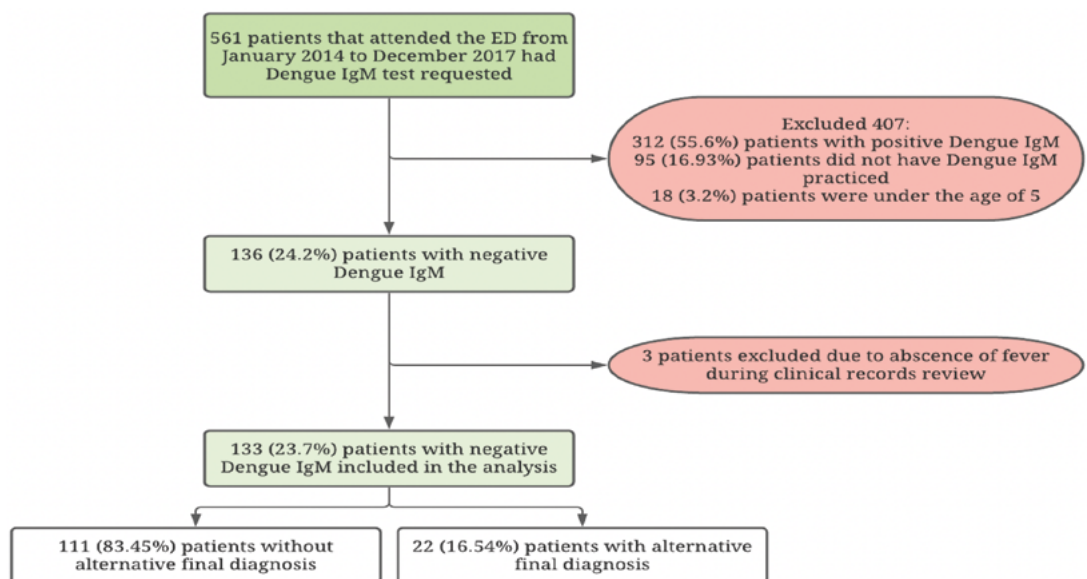 561 patients that attended the ED from
January 2014 to December 2017 had
Dengue IgM test requested
Excluded 407:
312 (55.6%) patients with positive Dengue IgM
95 (16.93%) patients did not have Dengue IgM
practiced
18 (3.2%) patients were under the age of 5
136 (24.2%) patients with negative
Dengue IgM
3 patients excluded due to abscence of fever
during clinical records review
133 (23.7%) patients with negative
Dengue IgM included in the analysis
111 (83.45%) patients without
alternative final diagnosis
22 (16.54%) patients with alternative
final diagnosis